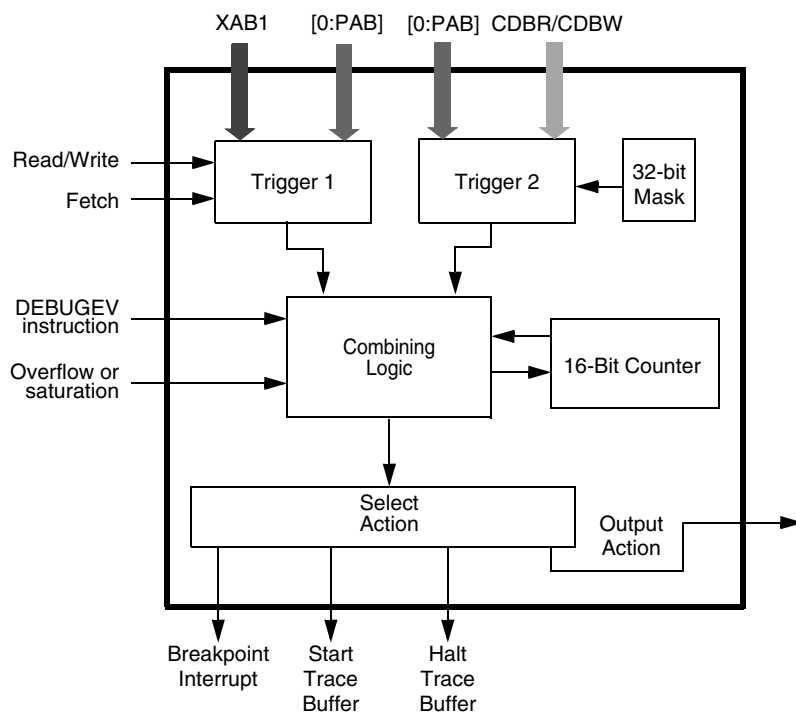 XAB1 [0:PAB] [0:PAB] CDBR/CDBW
Read/Write
Fetch
Trigger 1
Trigger 2
32-bit
Mask
DEBUGEV
instruction
Overflow or
saturation
Combining
Logic
16-Bit Counter
Select
Action
Output
Action
Breakpoint
Interrupt
Start
Trace
Buffer
Halt
Trace
Buffer